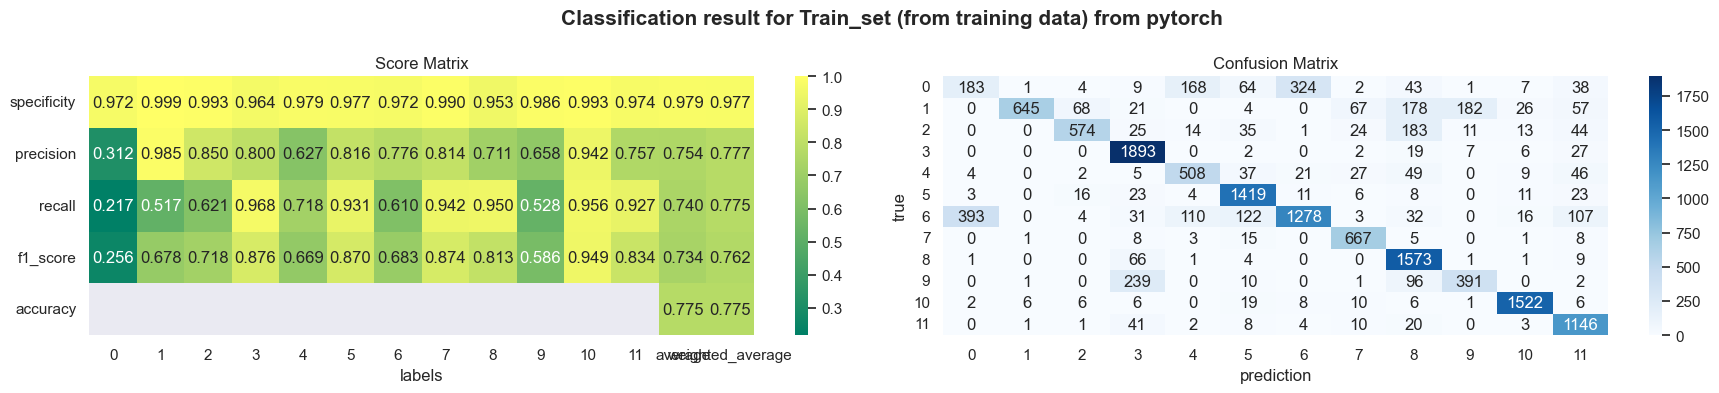 Classification result for Train_set (from training data) from pytorch
Score Matrix
specificity 0.972 0.999 0.993 0.964 0.979 0.977 0.972 0.990 0.953 0.986 0.993 0.974 0.979 0.977
precision 0.312 0.985 0.850 0.800 0.627 0.816 0.776 0.814 0.711 0.658 0.942 0.757 0.754 0.777
recall 0.217 0.517 0.621 0.968 0.718 0.931 0.610 0.942 0.950 0.528 0.956 0.927 0.740 0.775
f1_score 0.256 0.678 0.718 0.876 0.669 0.870 0.683 0.874 0.813 0.586 0.949 0.834 0.734 0.762
accuracy 0.775 0.775
0 1 2 3 4 5 6 7 8 9 10 11 average weighted_average
labels
1.0
0.9
0.8
0.7
0.6
0.5
0.4
0.3
Confusion Matrix
true
0 183 1 4 9 168 64 324 2 43 1 7 38
1 0 645 68 21 0 4 0 67 178 182 26 57
2 0 0 574 25 14 35 1 24 183 11 13 44
3 0 0 0 1893 0 2 0 2 19 7 6 27
4 4 0 2 5 508 37 21 27 49 0 9 46
5 3 0 16 23 4 1419 11 6 8 0 11 23
6 393 0 4 31 110 122 1278 3 32 0 16 107
7 0 1 0 8 3 15 0 667 5 0 1 8
8 1 0 0 66 1 4 0 0 1573 1 1 9
9 0 1 0 239 0 10 0 1 96 391 0 2
10 2 6 6 6 0 19 8 10 6 1 1522 6
11 0 1 1 41 2 8 4 10 20 0 3 1146
0 1 2 3 4 5 6 7 8 9 10 11
prediction
1750
1500
1250
1000
750
500
250
0